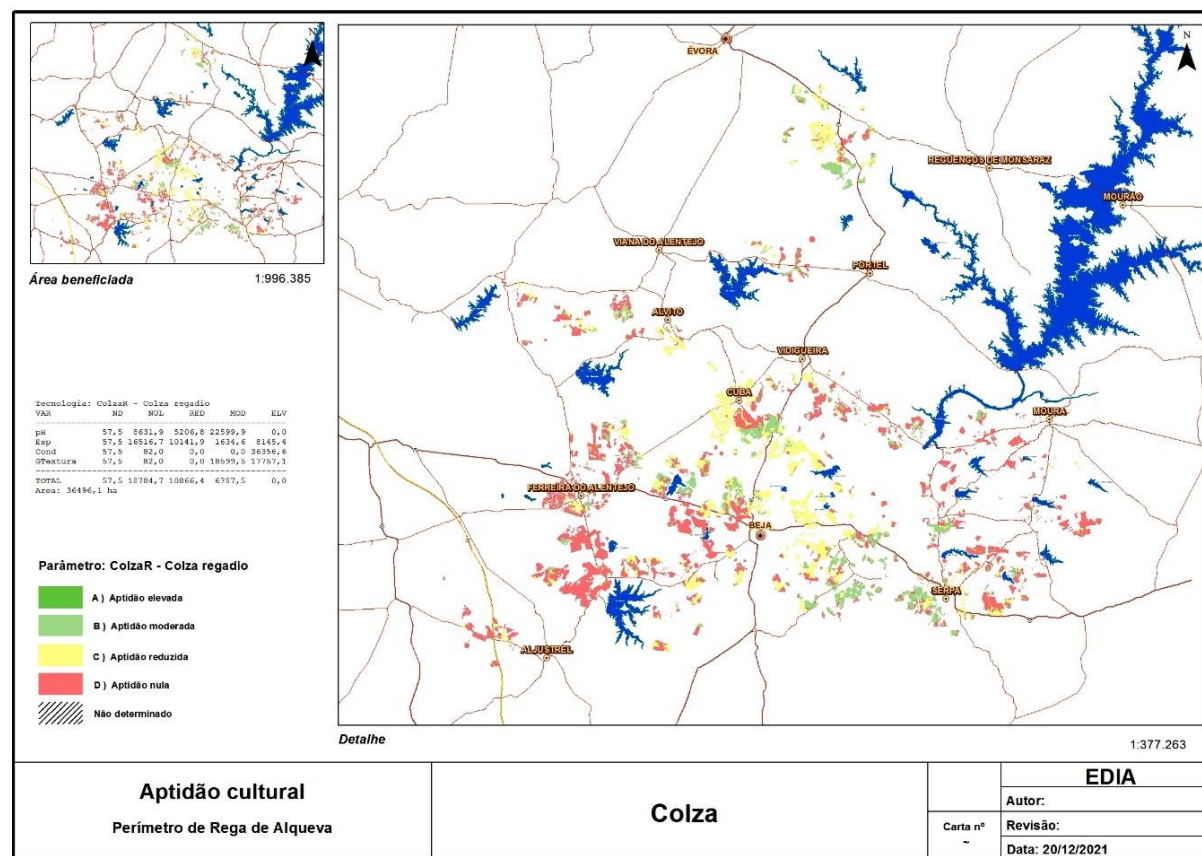 N
Área beneficiada 1:996.385
Tecnologia: ColzaR - Colza regadio
VAR ND NUL RED MOD ELV
pH 57,5 8631,9 5206,8 22599,9 0,0
Esp 57,5 16516,7 10141,9 1634,6 8145,4
Cond 57,5 82,0 0,0 0,0 36356,6
GTextura 57,5 82,0 0,0 18599,5 17757,1
TOTAL 57,5 18784,7 10866,4 6787,5 0,0
Area: 36496,1 ha
Parâmetro: ColzaR - Colza regadio
A ) Aptidão elevada
B ) Aptidão moderada
C ) Aptidão reduzida
D ) Aptidão nula
Não determinado
N
ÉVORA
REGUENGOS DE MONSARAZ
MOURÃO
VIANA DO ALENTEJO
PORTEL
ALVITO
VIDIGUEIRA
CUBA
MOURA
FERREIRA DO ALENTEJO
BEJA
SERPA
ALJUSTREL
Detalhe 1:377.263
Aptidão cultural
Perímetro de Rega de Alqueva
Colza
Carta nº
~
EDIA
Autor:
Revisão:
Data: 20/12/2021